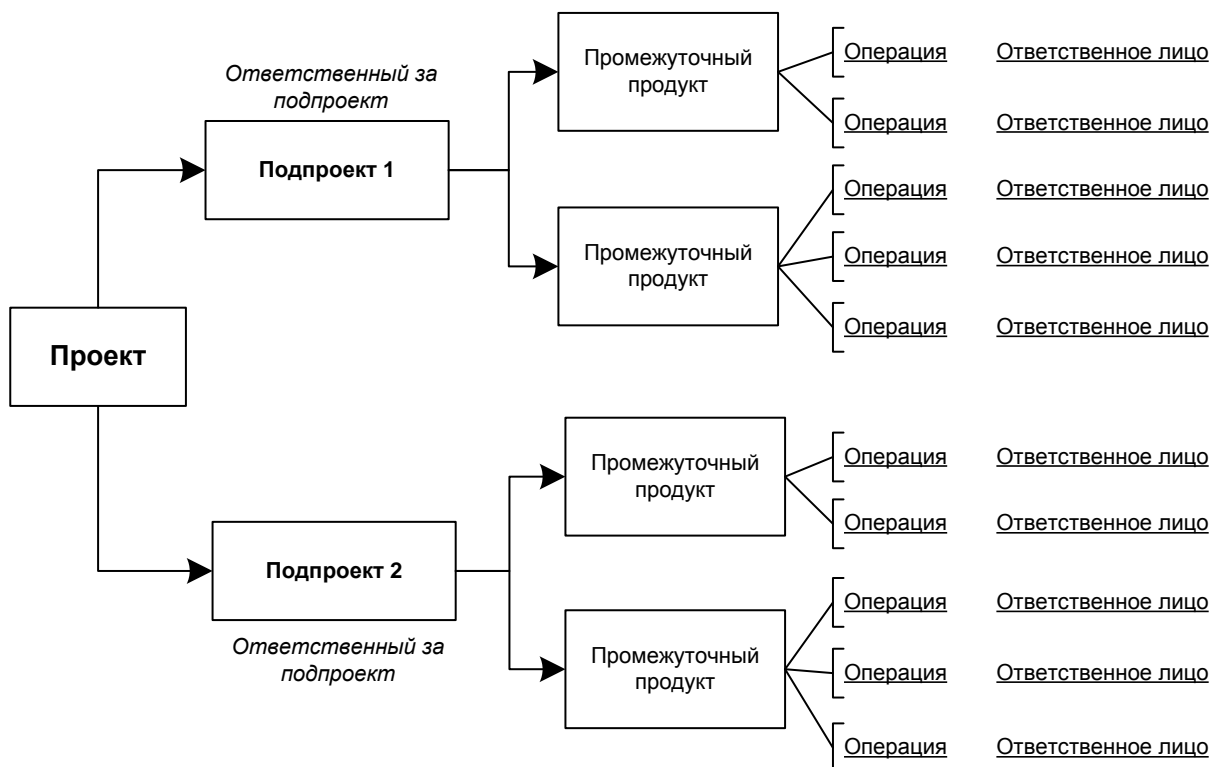 Промежуточный
продукт
Операция Ответственное лицо
Операция Ответственное лицо
Ответственный за
подпроект
Подпроект 1
Промежуточный
продукт
Операция Ответственное лицо
Операция Ответственное лицо
Операция Ответственное лицо
Проект
Промежуточный
продукт
Операция Ответственное лицо
Операция Ответственное лицо
Подпроект 2
Ответственный за
подпроект
Промежуточный
продукт
Операция Ответственное лицо
Операция Ответственное лицо
Операция Ответственное лицо